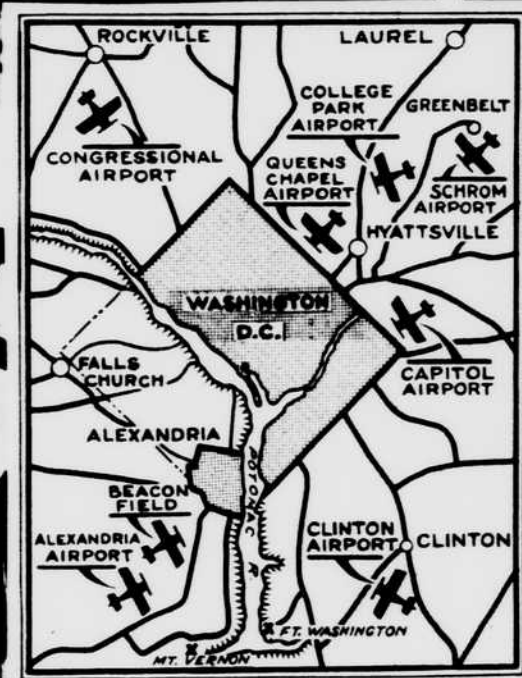 ROCKVILLE
LAUREL
COLLEGE
PARK
AIRPORT
GREENBELT
CONGRESSIONAL
AIRPORT
QUEENS
CHAPEL
AIRPORT
SCHROM
AIRPORT
HYATTSVILLE
WASHINGTON
D.C.
FALLS
CHURCH
CAPITOL
AIRPORT
ALEXANDRIA
BEACON
FIELD
POTOMAC R.
ALEXANDRIA
AIRPORT
CLINTON
AIRPORT
CLINTON
FT. WASHINGTON
MT. VERNON